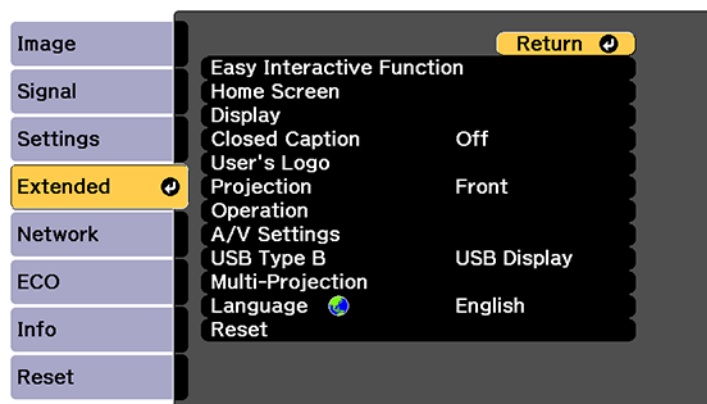 Image
Signal
Settings
Extended
Network
ECO
Info
Reset
Return
Easy Interactive Function
Home Screen
Display
Closed Caption Off
User's Logo
Projection Front
Operation
A/V Settings
USB Type B USB Display
Multi-Projection
Language English
Reset